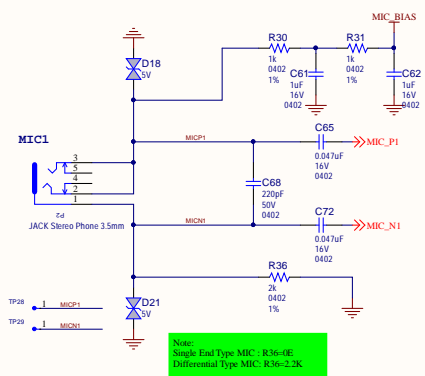 MIC_BIAS
R30
1k
0402
1%
R31
1k
0402
1%
D18
5V
C61
1uF
16V
0402
C62
1uF
16V
0402
MIC1
3
5
4
2
1
P2
JACK Stereo Phone 3.5mm
MICP1
C65
0.047uF
16V
0402
MIC_P1
C68
220pF
50V
0402
MICN1
C72
0.047uF
16V
0402
MIC_N1
R36
2k
0402
1%
D21
5V
TP28
1
MICP1
TP29
1
MICN1
Note:
Single End Type MIC : R36=0E
Differential Type MIC: R36=2.2K